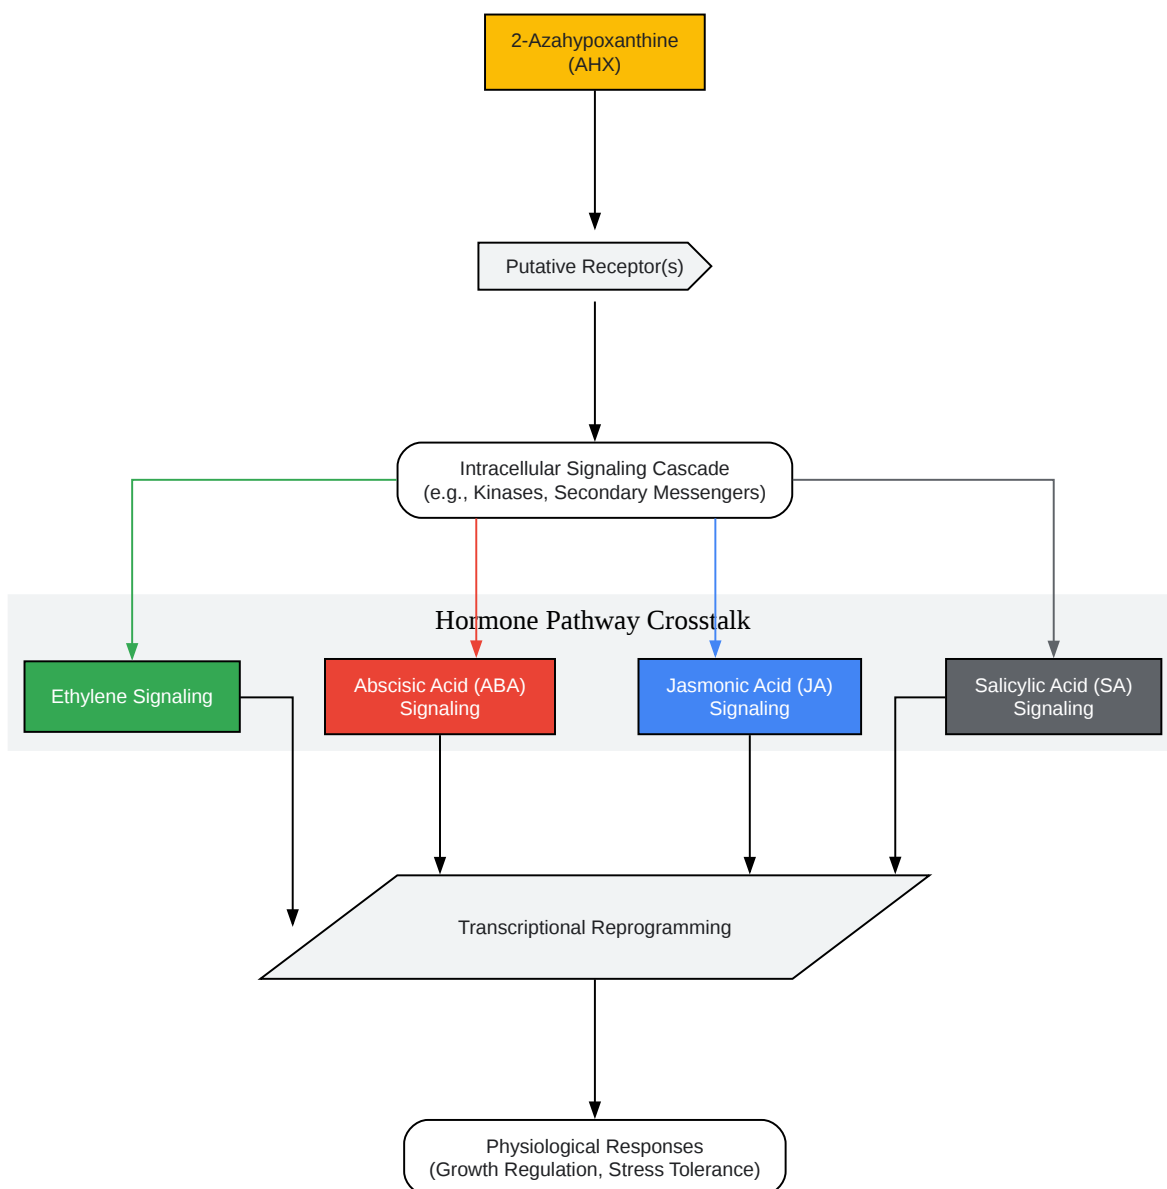 2-Azahypoxanthine
(AHX)
Putative Receptor(s)
Intracellular Signaling Cascade
(e.g., Kinases, Secondary Messengers)
Hormone Pathway Crosstalk
Ethylene Signaling
Abscisic Acid (ABA)
Signaling
Jasmonic Acid (JA)
Signaling
Salicylic Acid (SA)
Signaling
Transcriptional Reprogramming
Physiological Responses
(Growth Regulation, Stress Tolerance)